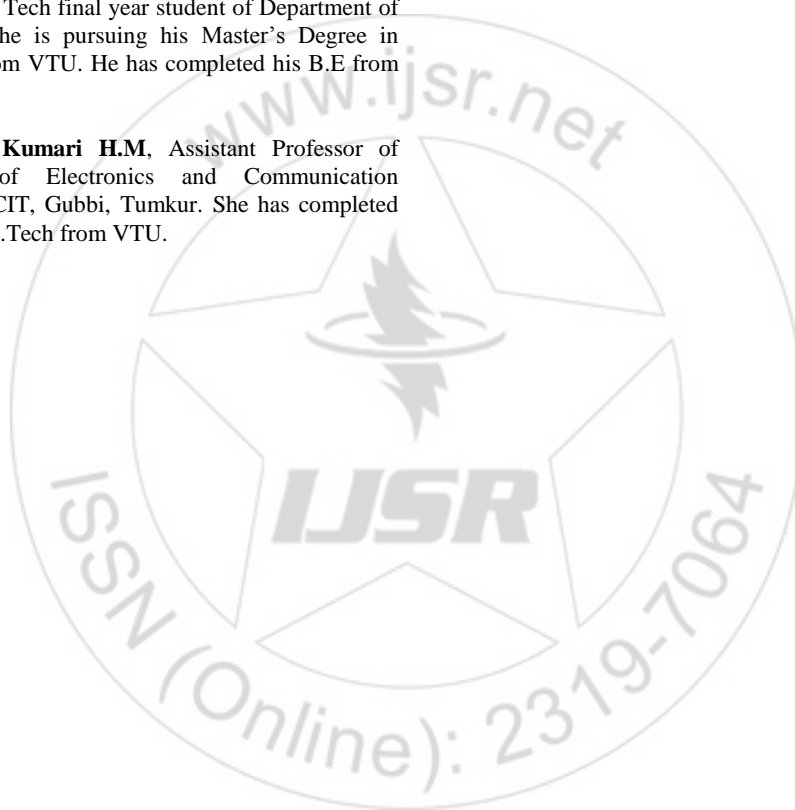 Tech final year student of Department of
he is pursuing his Master's Degree in
om VTU. He has completed his B.E from
Kumari H.M, Assistant Professor of
of Electronics and Communication
CIT, Gubbi, Tumkur. She has completed
.Tech from VTU.
www.ijsr.net
IJSR
ISSN (Online): 2319-7064